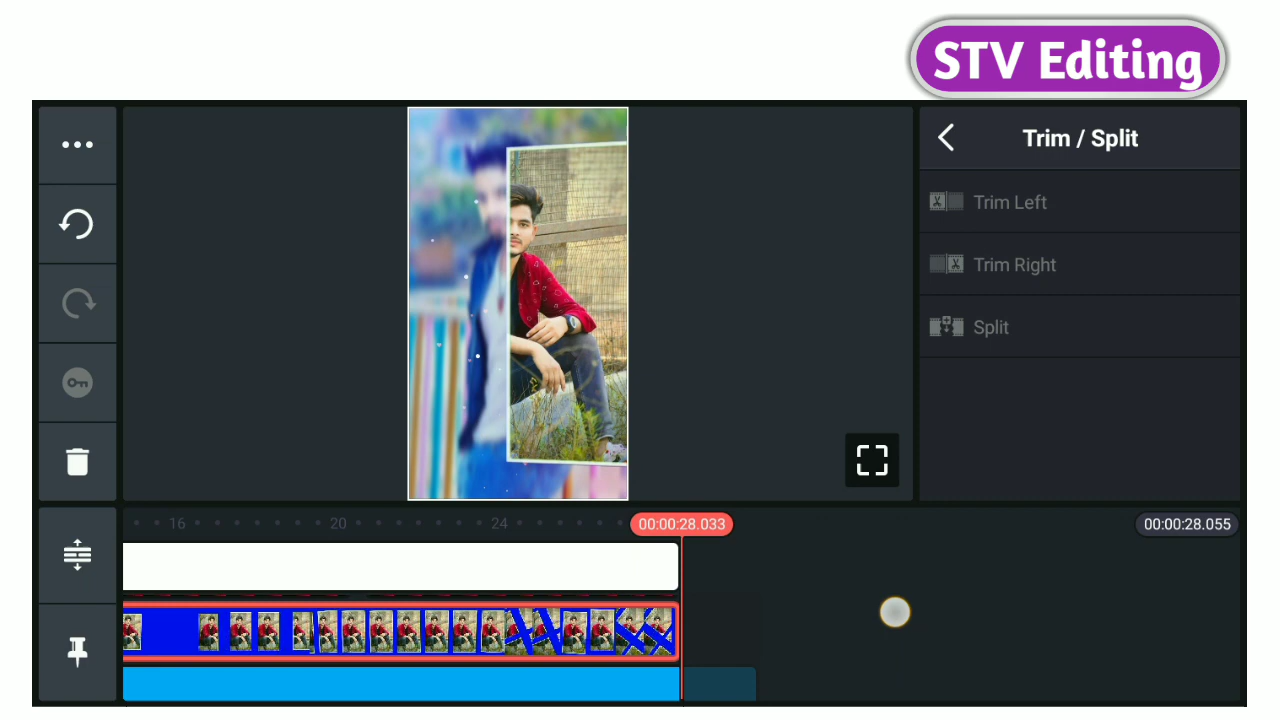 STV Editing
Trim / Split
Trim Left
Trim Right
Split
16
20
24
00:00:28.033
00:00:28.055